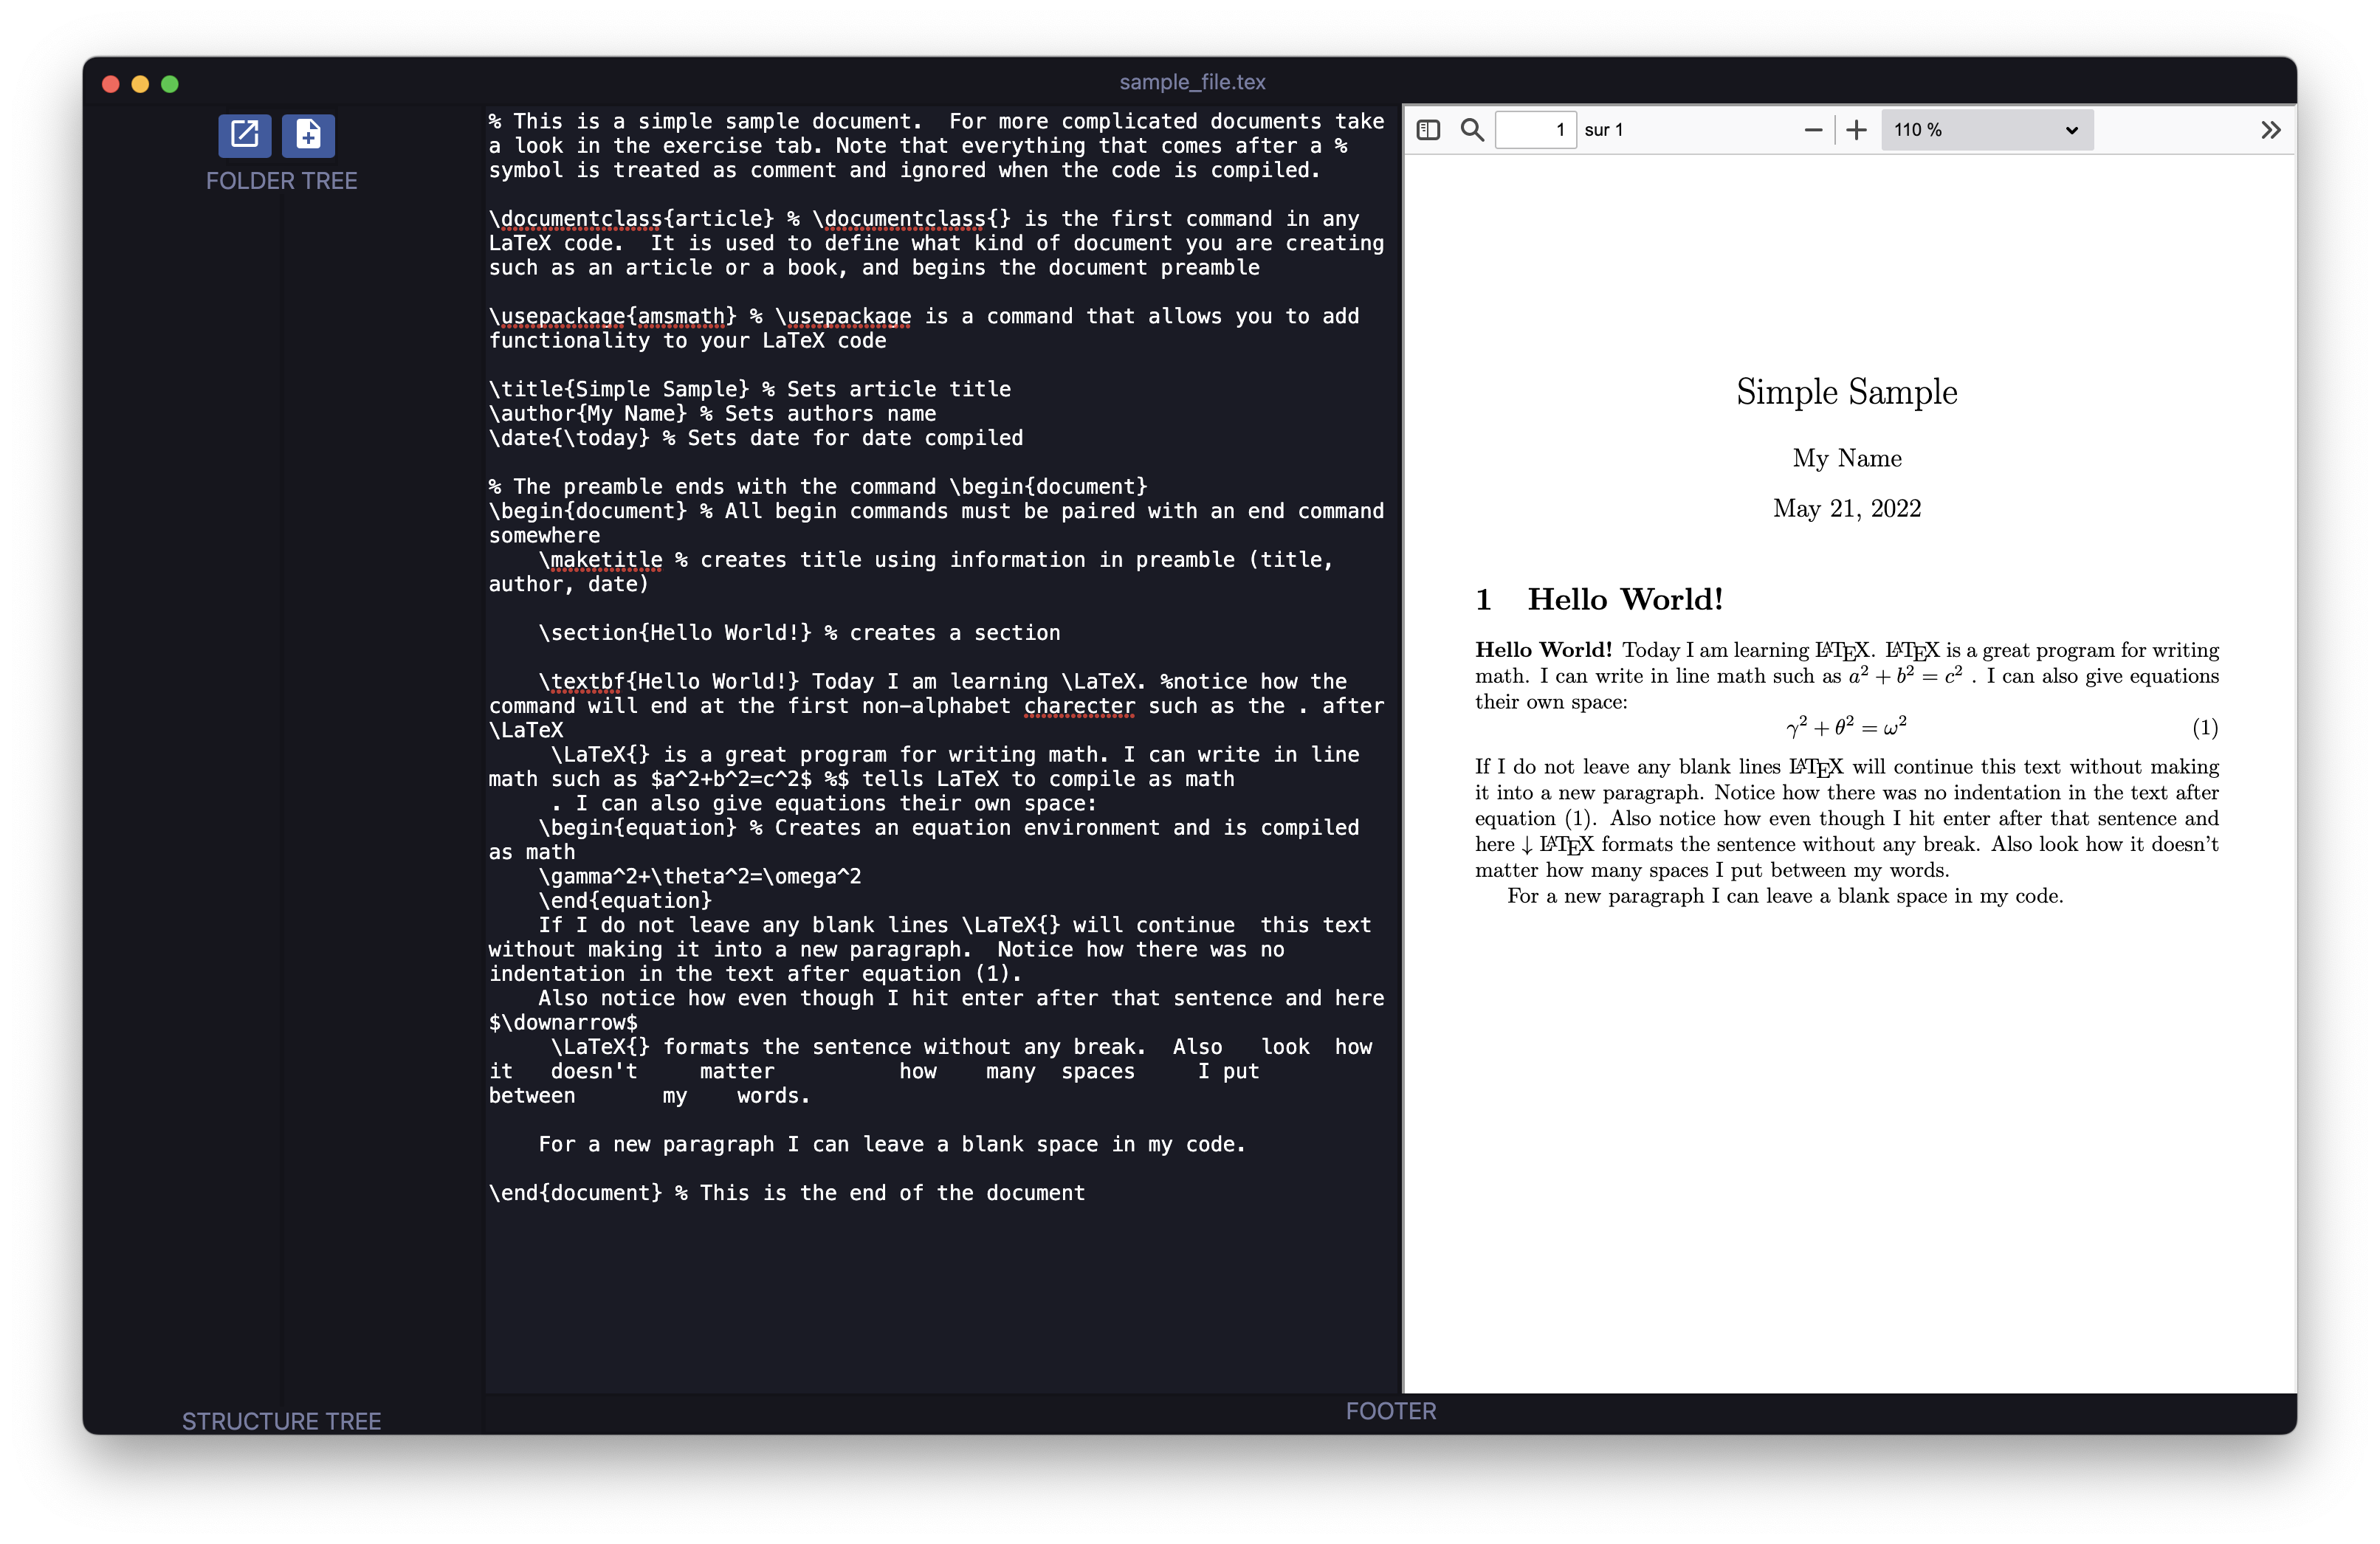 sample_file.tex
FOLDER TREE
% This is a simple sample document.  For more complicated documents take
a look in the exercise tab. Note that everything that comes after a %
symbol is treated as comment and ignored when the code is compiled.
\documentclass{article} % \documentclass{} is the first command in any
LaTeX code.  It is used to define what kind of document you are creating
such as an article or a book, and begins the document preamble
\usepackage{amsmath} % \usepackage is a command that allows you to add
functionality to your LaTeX code
\title{Simple Sample} % Sets article title
\author{My Name} % Sets authors name
\date{\today} % Sets date for date compiled
% The preamble ends with the command \begin{document}
\begin{document} % All begin commands must be paired with an end command
somewhere
    \maketitle % creates title using information in preamble (title,
author, date)
    \section{Hello World!} % creates a section
    \textbf{Hello World!} Today I am learning \LaTeX. %notice how the
command will end at the first non-alphabet charecter such as the . after
\LaTeX
     \LaTeX{} is a great program for writing math. I can write in line
math such as $a^2+b^2=c^2$ %$ tells LaTeX to compile as math
     . I can also give equations their own space:
    \begin{equation} % Creates an equation environment and is compiled
as math
    \gamma^2+\theta^2=\omega^2
    \end{equation}
    If I do not leave any blank lines \LaTeX{} will continue  this text
without making it into a new paragraph.  Notice how there was no
indentation in the text after equation (1).
    Also notice how even though I hit enter after that sentence and here
$\downarrow$
     \LaTeX{} formats the sentence without any break.  Also   look  how
it   doesn't     matter          how    many  spaces     I put
between       my    words.
    For a new paragraph I can leave a blank space in my code.
\end{document} % This is the end of the document
1 sur 1
110 %
Simple Sample
My Name
May 21, 2022
1 Hello World!
Hello World! Today I am learning LATEX. LATEX is a great program for writing
math. I can write in line math such as a² + b² = c² . I can also give equations
their own space:
γ² + θ² = ω² (1)
If I do not leave any blank lines LATEX will continue this text without making
it into a new paragraph. Notice how there was no indentation in the text after
equation (1). Also notice how even though I hit enter after that sentence and
here ↓ LATEX formats the sentence without any break. Also look how it doesn't
matter how many spaces I put between my words.
For a new paragraph I can leave a blank space in my code.
STRUCTURE TREE
FOOTER